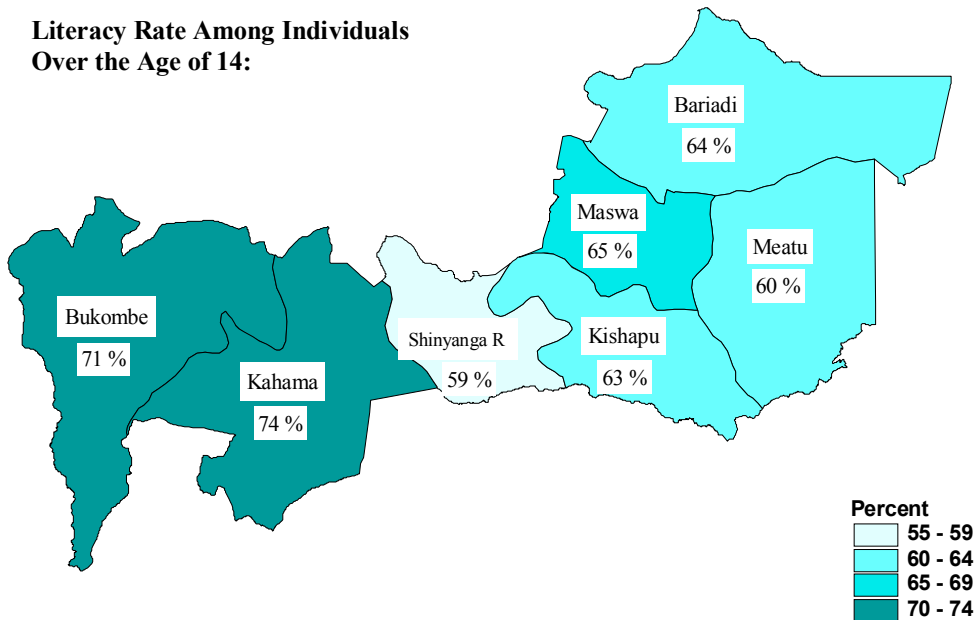 Literacy Rate Among Individuals
Over the Age of 14:
Bariadi
64 %
Maswa
65 %
Meatu
60 %
Bukombe
71 %
Shinyanga R
59 %
Kishapu
63 %
Kahama
74 %
Percent
55 - 59
60 - 64
65 - 69
70 - 74